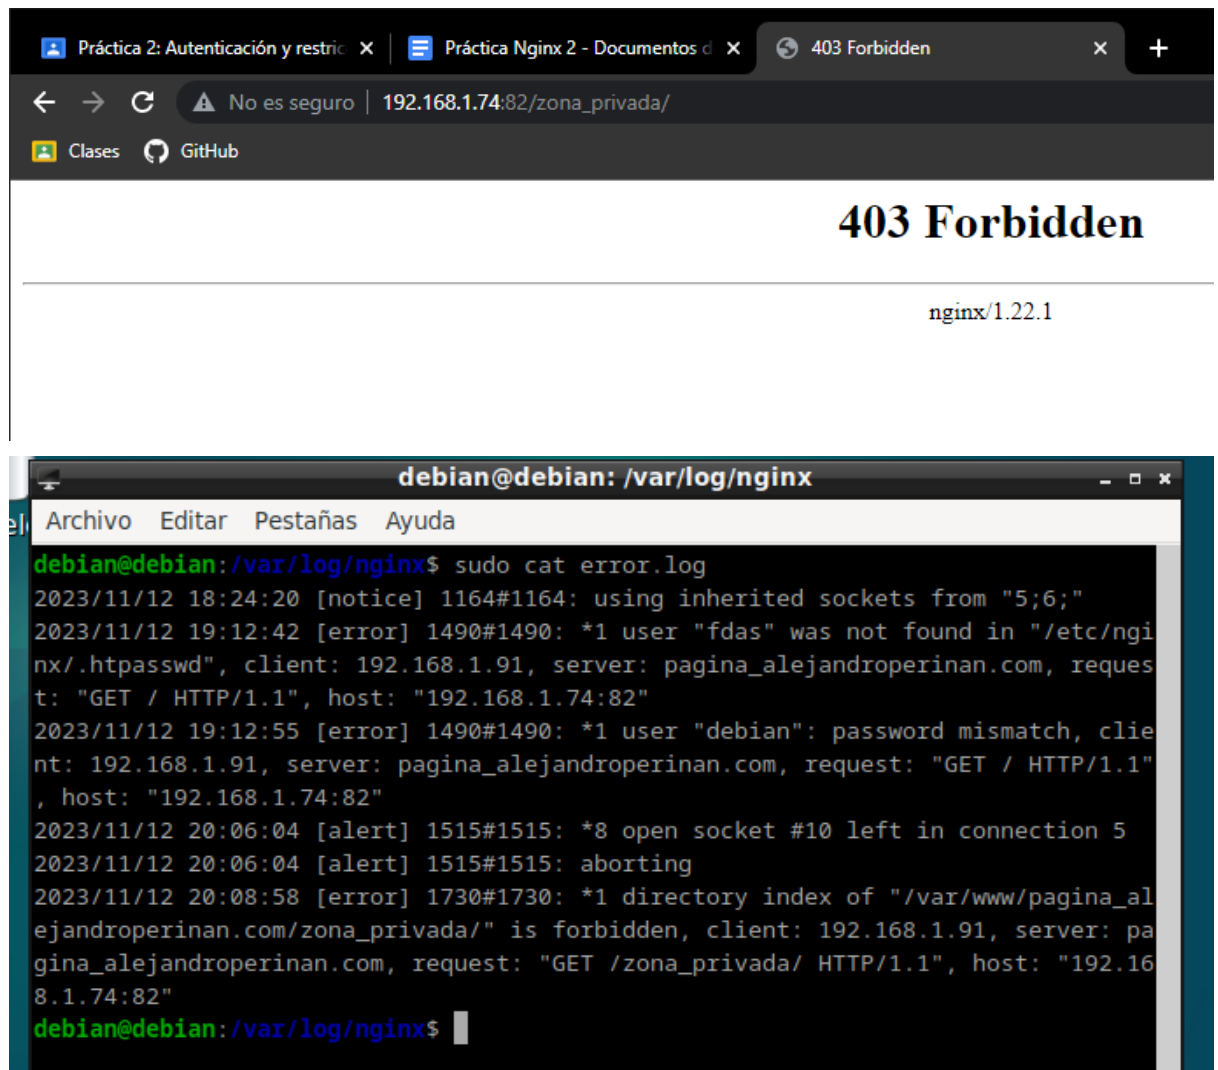 Práctica 2: Autenticación y restric
Práctica Nginx 2 - Documentos d
403 Forbidden
No es seguro
192.168.1.74:82/zona_privada/
Clases
GitHub
403 Forbidden
nginx/1.22.1
debian@debian: /var/log/nginx
Archivo Editar Pestañas Ayuda
debian@debian:/var/log/nginx$ sudo cat error.log
2023/11/12 18:24:20 [notice] 1164#1164: using inherited sockets from "5;6;"
2023/11/12 19:12:42 [error] 1490#1490: *1 user "fdas" was not found in "/etc/ngi
nx/.htpasswd", client: 192.168.1.91, server: pagina_alejandroperinan.com, reques
t: "GET / HTTP/1.1", host: "192.168.1.74:82"
2023/11/12 19:12:55 [error] 1490#1490: *1 user "debian": password mismatch, clie
nt: 192.168.1.91, server: pagina_alejandroperinan.com, request: "GET / HTTP/1.1"
, host: "192.168.1.74:82"
2023/11/12 20:06:04 [alert] 1515#1515: *8 open socket #10 left in connection 5
2023/11/12 20:06:04 [alert] 1515#1515: aborting
2023/11/12 20:08:58 [error] 1730#1730: *1 directory index of "/var/www/pagina_al
ejandroperinan.com/zona_privada/" is forbidden, client: 192.168.1.91, server: pa
gina_alejandroperinan.com, request: "GET /zona_privada/ HTTP/1.1", host: "192.16
8.1.74:82"
debian@debian:/var/log/nginx$